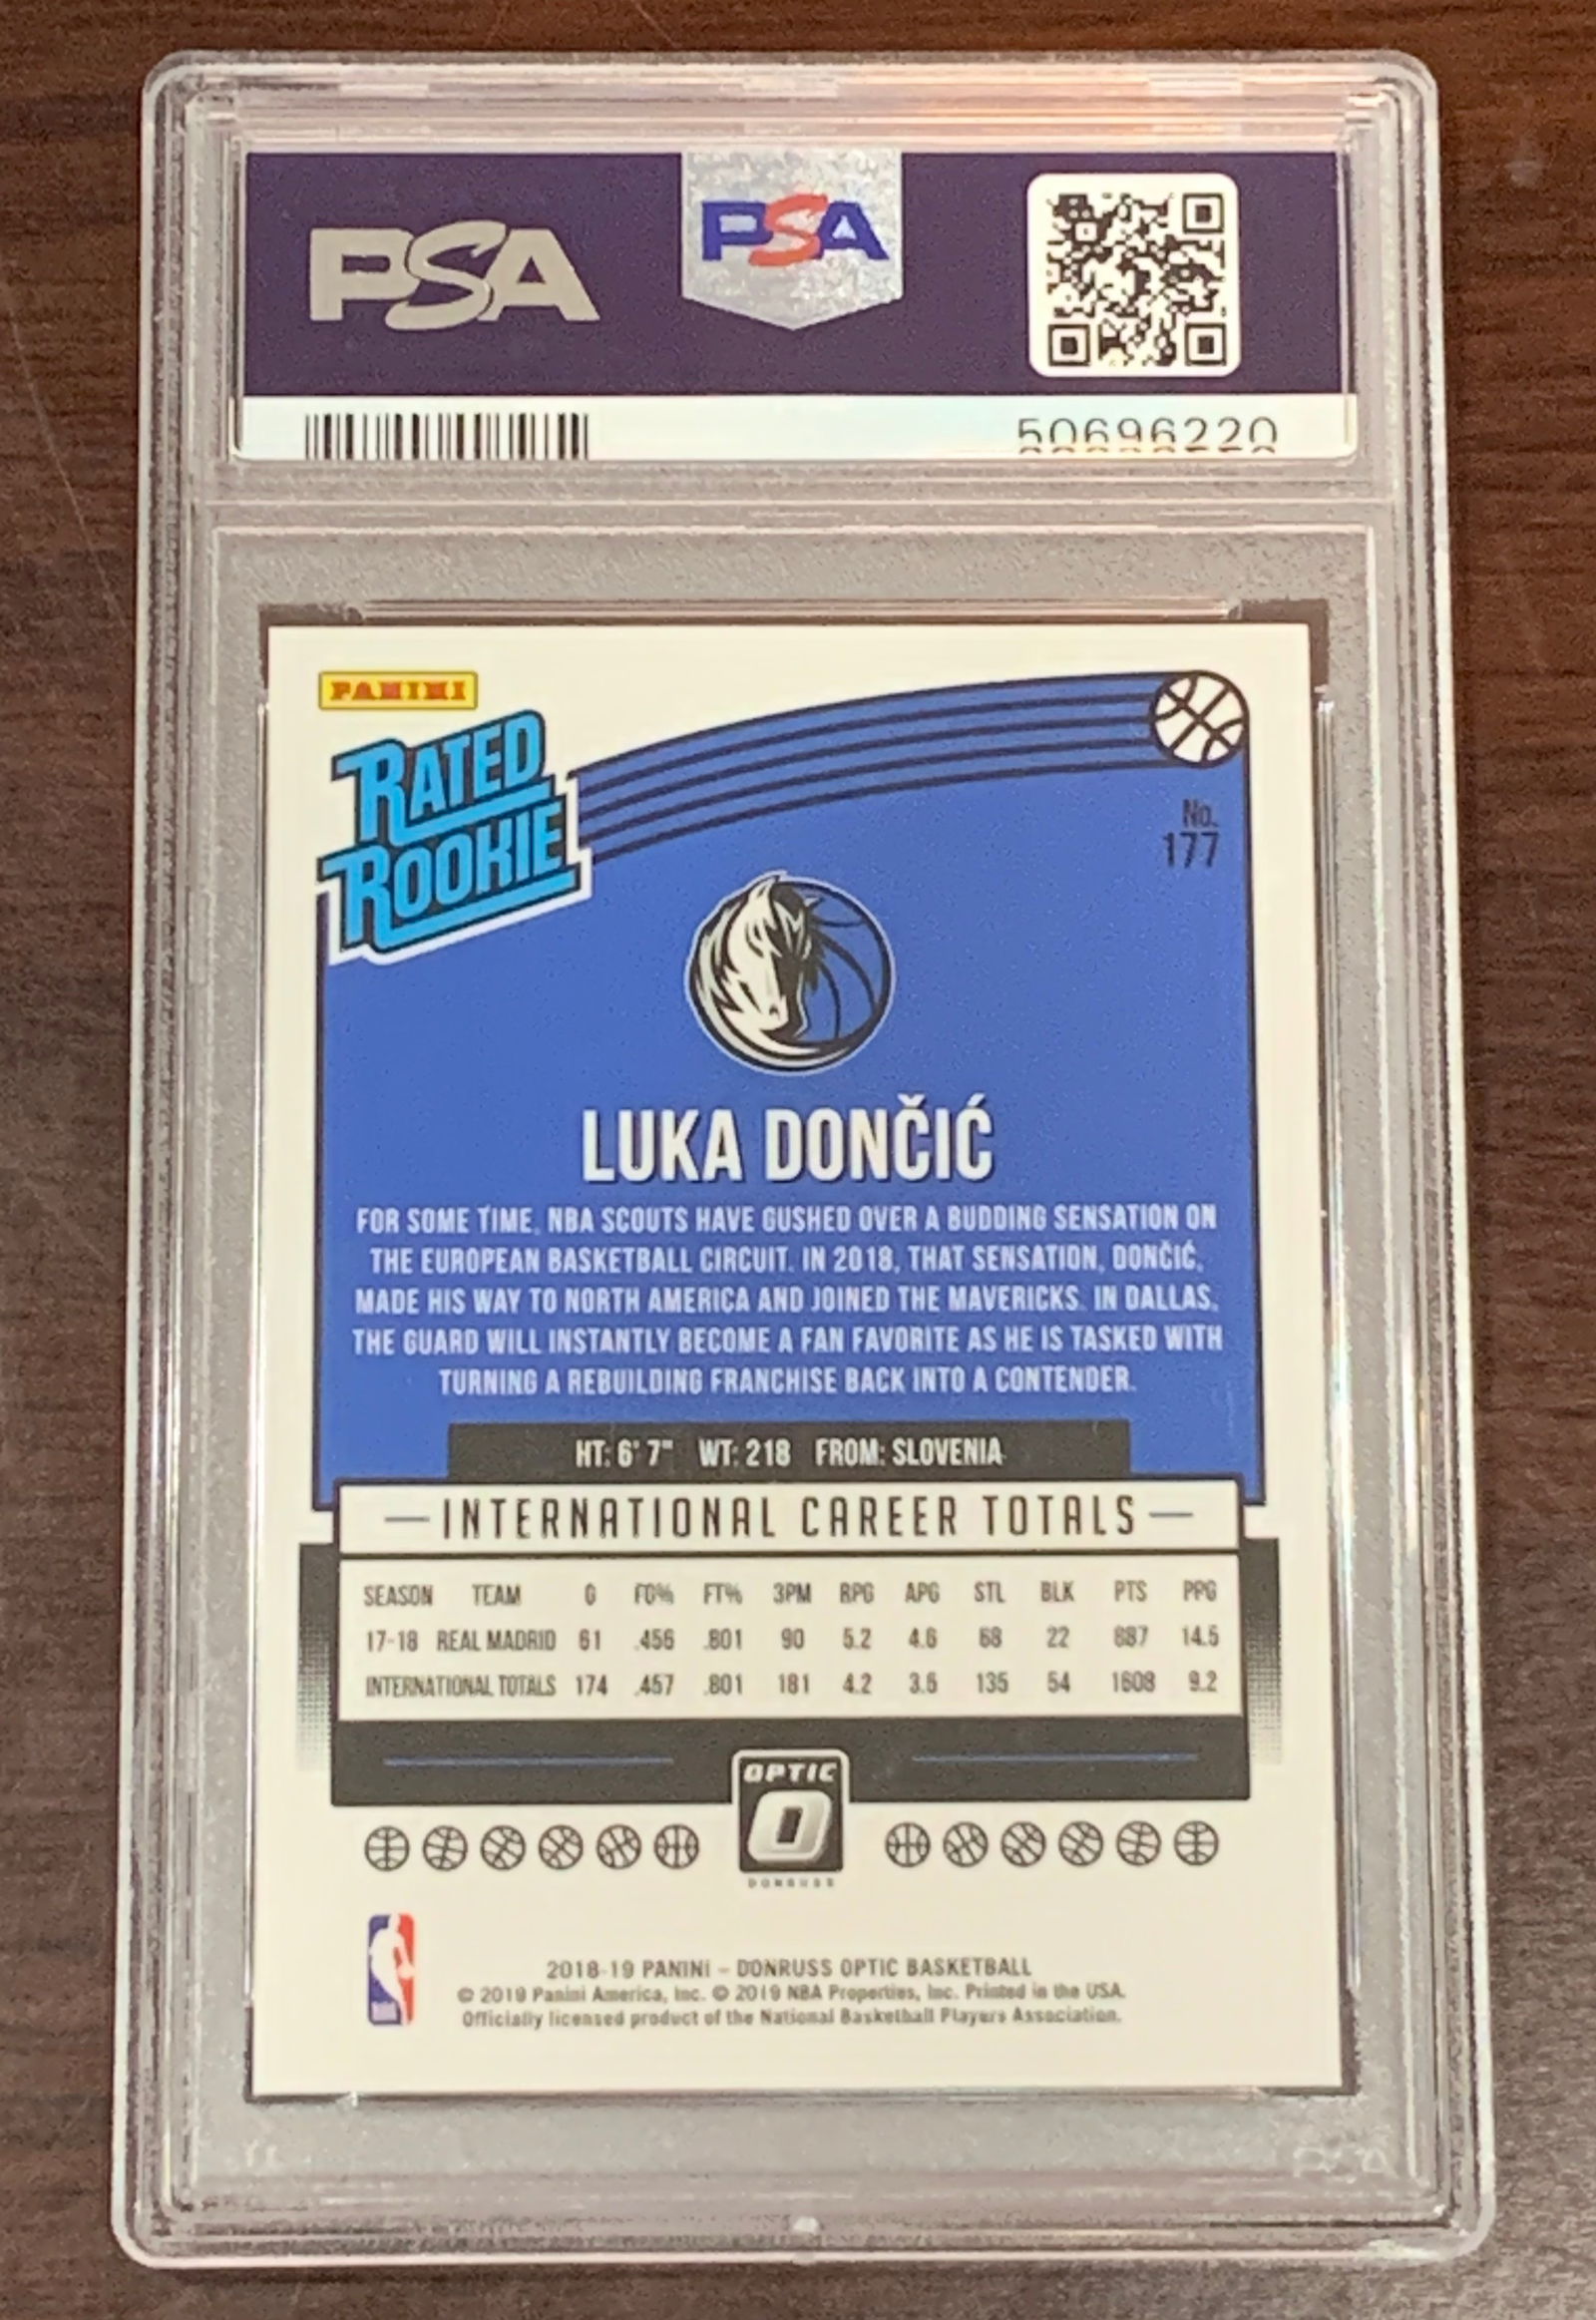 PSA
PSA
50696220
PANINI
RATED
ROOKIE
No.
177
LUKA DONČIĆ
FOR SOME TIME, NBA SCOUTS HAVE GUSHED OVER A BUDDING SENSATION ON
THE EUROPEAN BASKETBALL CIRCUIT. IN 2018, THAT SENSATION, DONČIĆ,
MADE HIS WAY TO NORTH AMERICA AND JOINED THE MAVERICKS. IN DALLAS,
THE GUARD WILL INSTANTLY BECOME A FAN FAVORITE AS HE IS TASKED WITH
TURNING A REBUILDING FRANCHISE BACK INTO A CONTENDER.
HT: 6' 7" WT: 218 FROM: SLOVENIA
INTERNATIONAL CAREER TOTALS
SEASON TEAM G FG% FT% 3PM RPG APG STL BLK PTS PPG
17-18 REAL MADRID 61 .456 .801 90 5.2 4.6 68 22 887 14.5
INTERNATIONAL TOTALS 174 .457 .801 181 4.2 3.5 135 54 1608 9.2
OPTIC
O
DONRUSS
2018-19 PANINI – DONRUSS OPTIC BASKETBALL
© 2019 Panini America, Inc. © 2019 NBA Properties, Inc. Printed in the USA.
Officially licensed product of the National Basketball Players Association.
PSA